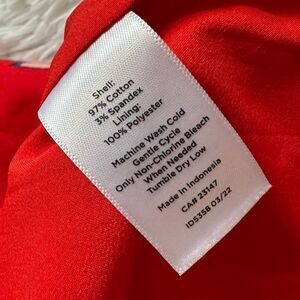 Shell:
97% Cotton
3% Spandex
Lining:
100% Polyester
Machine Wash Cold
Gentle Cycle
Only Non-Chlorine Bleach
When Needed
Tumble Dry Low
Made in Indonesia
CA# 23147
ID5358 03/22